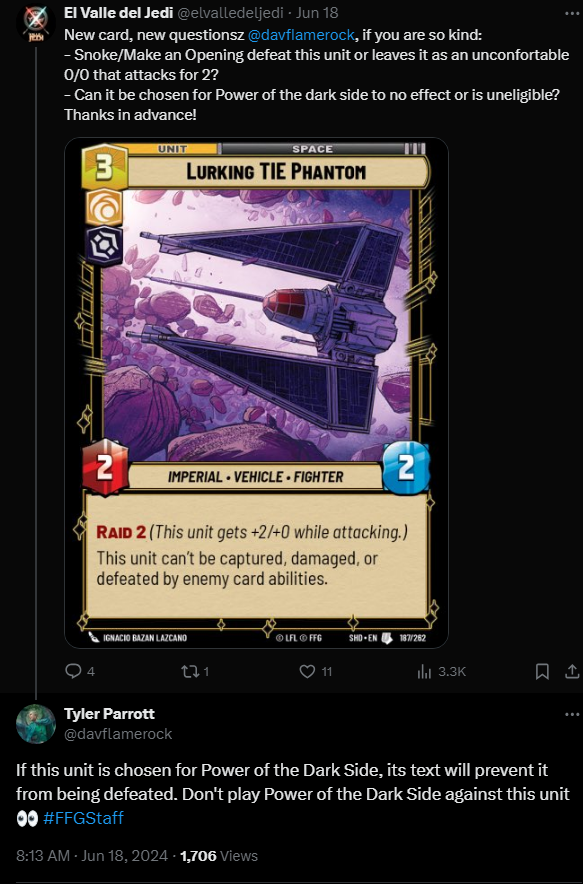 El Valle del Jedi @elvalledeljedi · Jun 18
New card, new questionsz @davflamerock, if you are so kind:
- Snoke/Make an Opening defeat this unit or leaves it as an unconfortable
0/0 that attacks for 2?
- Can it be chosen for Power of the dark side to no effect or is uneligible?
Thanks in advance!
UNIT SPACE
3 LURKING TIE PHANTOM
2 IMPERIAL • VEHICLE • FIGHTER 2
RAID 2 (This unit gets +2/+0 while attacking.)
This unit can't be captured, damaged, or
defeated by enemy card abilities.
IGNACIO BAZAN LAZCANO © LFL © FFG SHD • EN 187/262
4 1 11 3.3K
Tyler Parrott
@davflamerock
If this unit is chosen for Power of the Dark Side, its text will prevent it
from being defeated. Don't play Power of the Dark Side against this unit
👀 #FFGStaff
8:13 AM · Jun 18, 2024 · 1,706 Views